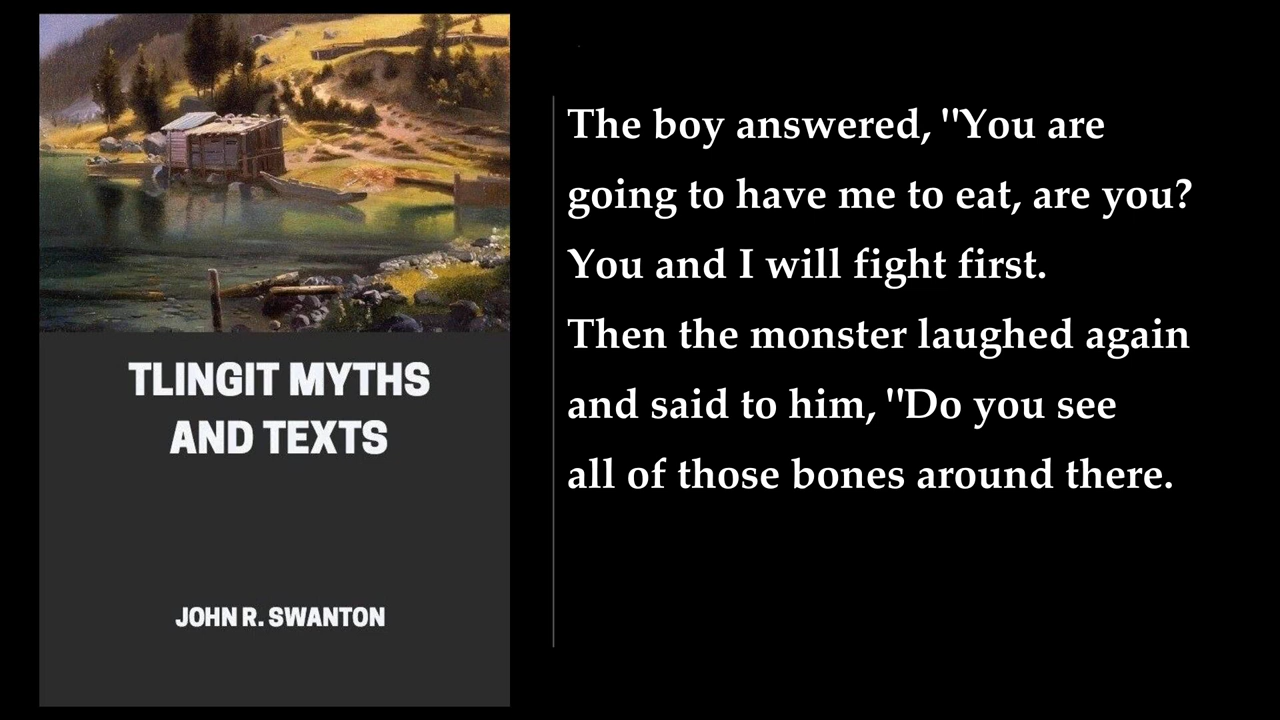 TLINGIT MYTHS
AND TEXTS
JOHN R. SWANTON
The boy answered, "You are
going to have me to eat, are you?
You and I will fight first.
Then the monster laughed again
and said to him, "Do you see
all of those bones around there.